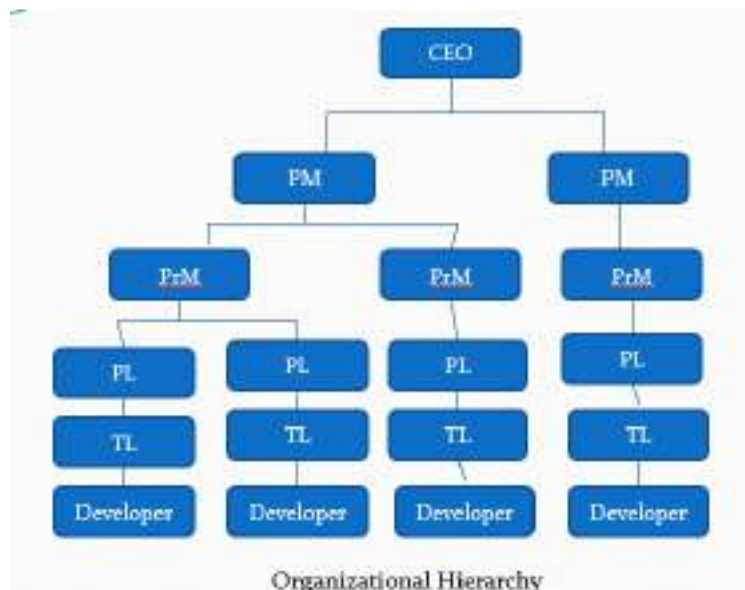 CEO
PM
PM
PrM
PrM
PrM
PL
PL
PL
PL
TL
TL
TL
TL
Developer
Developer
Developer
Developer
Organizational Hierarchy